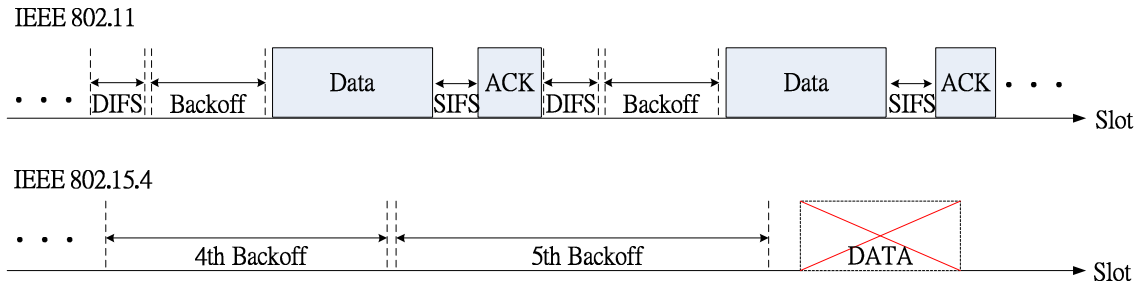 IEEE 802.11
. . . DIFS Backoff Data SIFS ACK DIFS Backoff Data SIFS ACK . . .
Slot
IEEE 802.15.4
. . . 4th Backoff 5th Backoff DATA
Slot